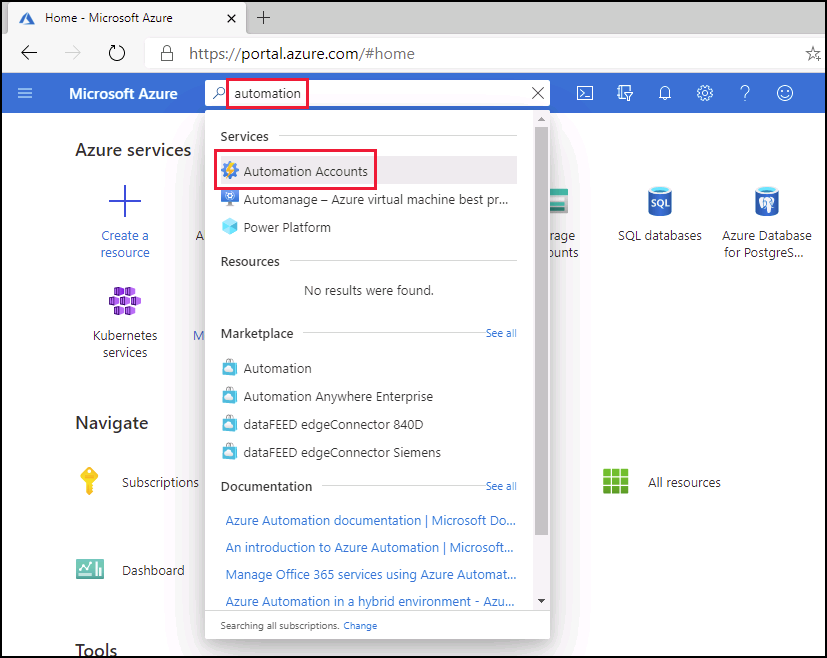 Home - Microsoft Azure
https://portal.azure.com/#home
Microsoft Azure
automation
Azure services
Create a
resource
A
Kubernetes
services
M
Services
Automation Accounts
Automanage – Azure virtual machine best pr...
Power Platform
Resources
No results were found.
Marketplace
See all
Automation
Automation Anywhere Enterprise
dataFEED edgeConnector 840D
dataFEED edgeConnector Siemens
Documentation
See all
Azure Automation documentation | Microsoft Do...
An introduction to Azure Automation | Microsoft...
Manage Office 365 services using Azure Automat...
Azure Automation in a hybrid environment - Azu...
Searching all subscriptions. Change
rage
unts
SQL
SQL databases
Azure Database
for PostgreS...
Navigate
Subscriptions
All resources
Dashboard
Tools